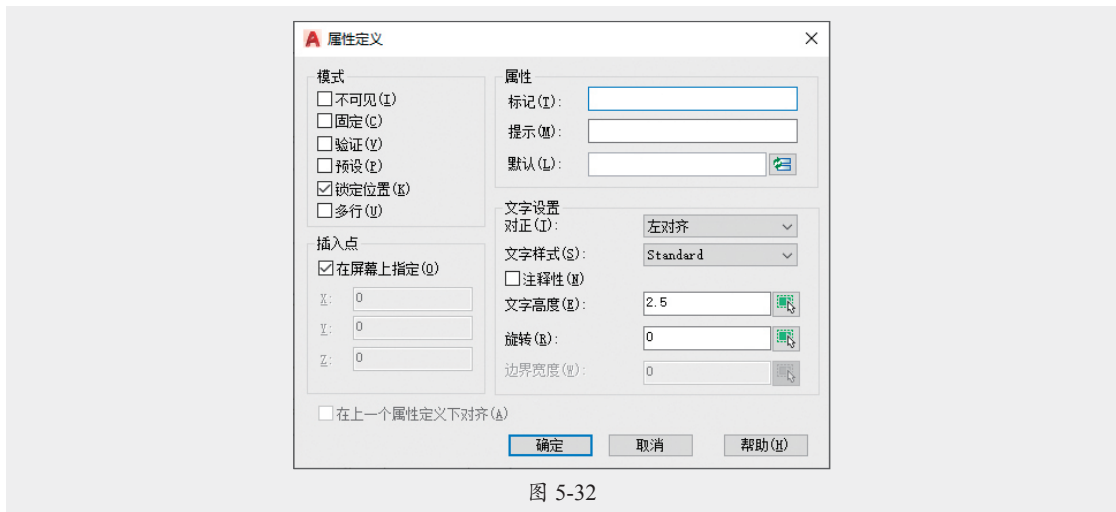 属性定义
模式
不可见(I)
固定(C)
验证(V)
预设(P)
锁定位置(K)
多行(U)
插入点
在屏幕上指定(O)
X: 0
Y: 0
Z: 0
属性
标记(T):
提示(M):
默认(L):
文字设置
对正(J): 左对齐
文字样式(S): Standard
注释性(N)
文字高度(E): 2.5
旋转(R): 0
边界宽度(W): 0
在上一个属性定义下对齐(A)
确定 取消 帮助(H)
图 5-32